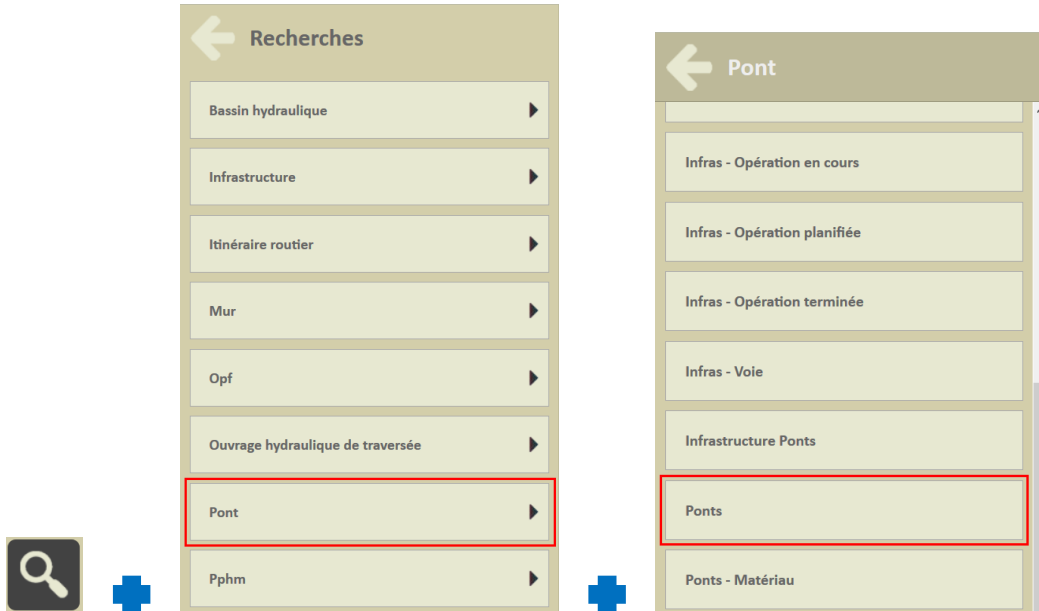 Recherches
Bassin hydraulique
Infrastructure
Itinéraire routier
Mur
Opf
Ouvrage hydraulique de traversée
Pont
Pphm
Pont
Infras - Opération en cours
Infras - Opération planifiée
Infras - Opération terminée
Infras - Voie
Infrastructure Ponts
Ponts
Ponts - Matériau